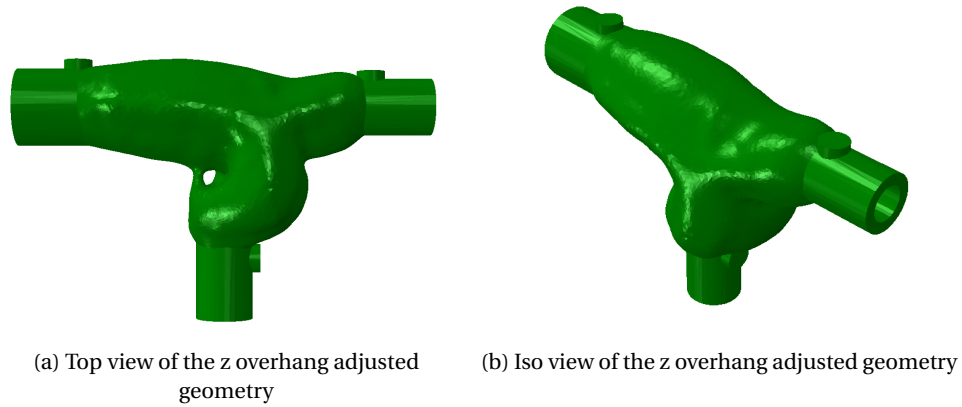 (a) Top view of the z overhang adjusted
geometry
(b) Iso view of the z overhang adjusted geometry